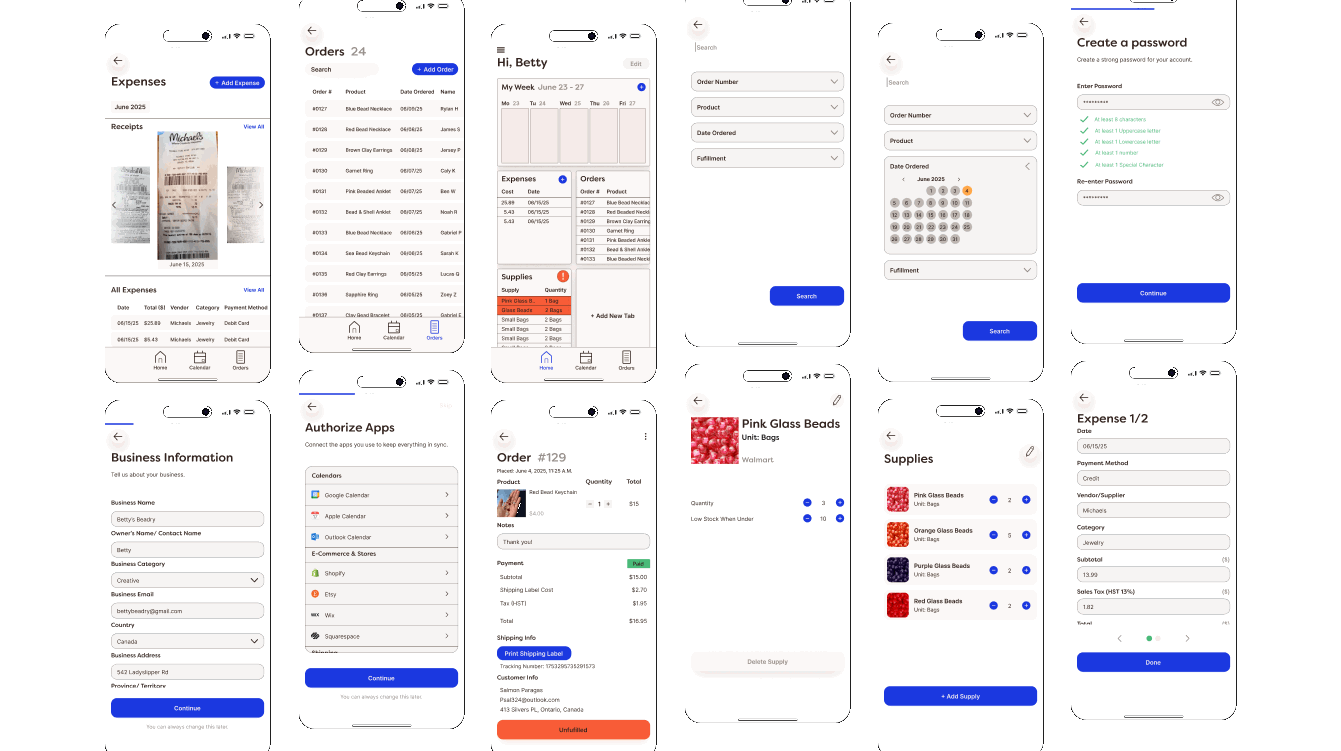 Expenses
+ Add Expense
June 2025
Receipts
View All
Michaels
June 15, 2025
All Expenses
View All
Date Total ($) Vendor Category Payment Method
06/15/25 $25.89 Michaels Jewelry Debit Card
06/15/25 $5.43 Michaels Jewelry Debit Card
Home Calendar Orders
Orders 24
Search
+ Add Order
Order # Product Date Ordered Name
#0127 Blue Bead Necklace 06/05/25 Rylan H
#0128 Red Bead Necklace 06/06/25 James S
#0129 Brown Clay Earrings 06/08/25 Jersey P
#0130 Garnet Ring 06/07/25 Coly K
#0131 Pink Beaded Anklet 06/07/25 Ben W
#0132 Bead & Shell Anklet 06/07/25 Noah R
#0133 Blue Bead Necklace 06/05/25 Gabriel P
#0134 Sea Bead Necklace 06/05/25 Sarah K
#0135 Red Clay Earrings 06/05/25 Lucas G
#0136 Sapphire Ring 06/05/25 Zoey Z
#0137 Clay Bead Bracelet 06/05/25 Gabriel E
Home Calendar Orders
Hi, Betty
Edit
My Week June 23 - 27
Mo 23 Tu 24 Wed 25 Thu 26 Fri 27
Expenses
Cost Date
25.89 06/15/25
5.43 06/15/25
5.43 06/15/25
Orders
Order # Product
#0127 Blue Bead Necklac
#0128 Red Beaded Neckl
#0129 Brown Clay Earring
#0130 Garnet Ring
#0131 Pink Beaded Ankle
#0132 Bead & Shell Ankle
#0133 Blue Beaded Neckl
Supplies
!
Supply Quantity
Pink Glass B... 1 Bag
Glass Beads 2 Bags
Small Bags 2 Bags
Small Bags 2 Bags
Small Bags 2 Bags
Small Bags 2 Bags
+ Add New Tab
Home Calendar Orders
Search
Order Number
Product
Date Ordered
Fufillment
Search
Search
Order Number
Product
Date Ordered
June 2025
1 2 3 4
5 6 7 8 9 10 11
12 13 14 15 16 17 18
19 20 21 22 23 24 25
26 27 28 29 30 31
Fufillment
Search
Create a password
Create a strong password for your account.
Enter Password
*********
At least 8 characters
At least 1 Uppercase letter
At least 1 Lowercase letter
At least 1 number
At least 1 Special Character
Re-enter Password
*********
Continue
Business Information
Tell us about your business.
Business Name
Betty's Beadry
Owner's Name/ Contact Name
Betty
Business Category
Creative
Business Email
bettybeadry@gmail.com
Country
Canada
Business Address
542 Ladyslipper Rd
Province/ Territory
Continue
You can always change this later.
Authorize Apps
Connect the apps you use to keep everything in sync.
Calendars
Google Calendar
Apple Calendar
Outlook Calendar
E-Commerce & Stores
Shopify
Etsy
WIX Wix
Squarespace
Shipping
Continue
You can always change this later.
Order #129
Placed: June 4, 2025, 11:25 A.M.
Product Quantity Total
Red Bead Keychain
$4.00
− 1 +
$15
Notes
Thank you!
Payment
Paid
Subtotal $15.00
Shipping Label Cost $2.70
Tax (HST) $1.95
Total $16.95
Shipping Info
Print Shipping Label
Tracking Number: 1753295735291573
Customer Info
Salmon Paragas
Psal324@outlook.com
413 Slivers PL, Ontario, Canada
Unfufilled
Pink Glass Beads
Unit: Bags
Walmart
Quantity 3
Low Stock When Under 10
Delete Supply
Supplies
Pink Glass Beads
Unit: Bags
2
Orange Glass Beads
Unit: Bags
5
Purple Glass Beads
Unit: Bags
2
Red Glass Beads
Unit: Bags
2
+ Add Supply
Expense 1/2
Date
06/15/25
Payment Method
Credit
Vendor/Supplier
Michaels
Category
Jewelry
Subtotal ($)
13.99
Sales Tax (HST 13%) ($)
1.82
Total ($)
Done